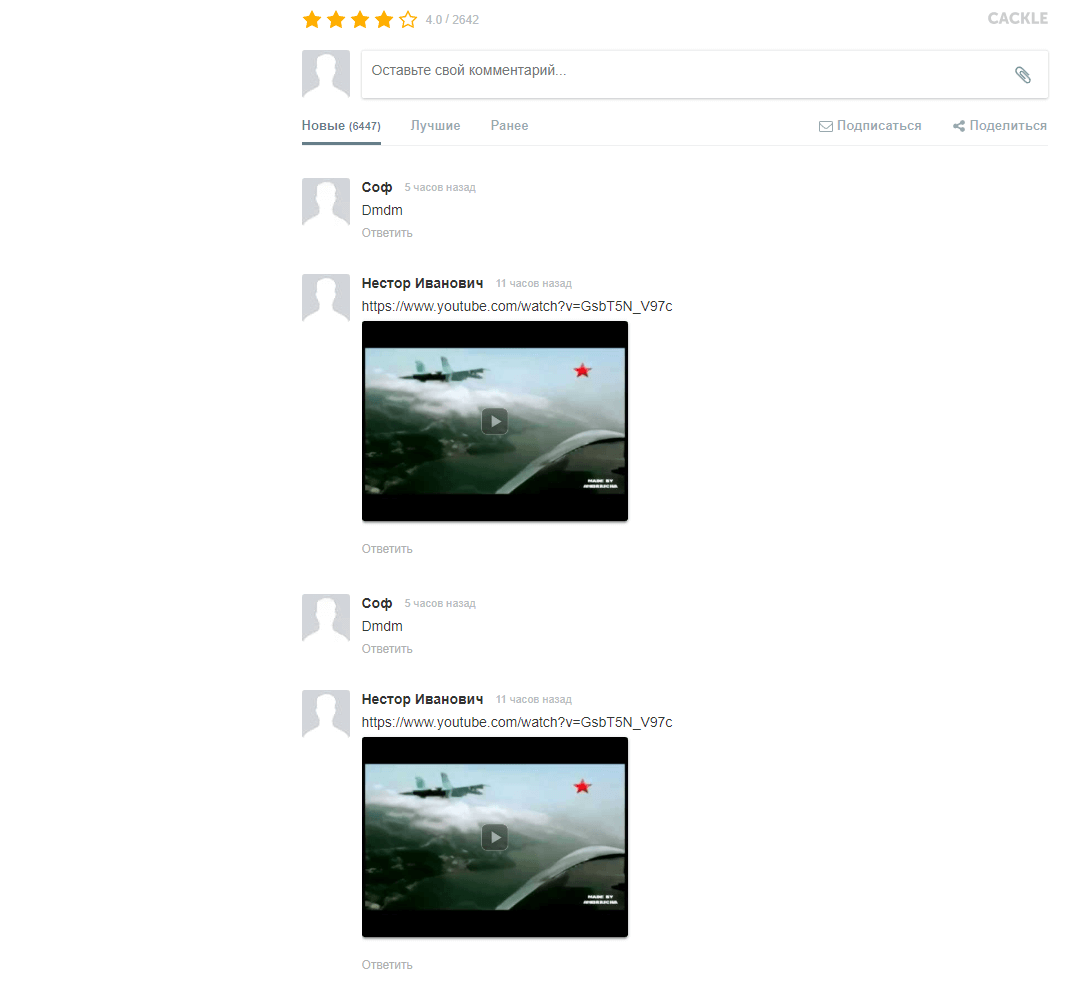 4.0 / 2642
CACKLE
Оставьте свой комментарий...
Новые (6447) Лучшие Ранее Подписаться Поделиться
Соф 5 часов назад
Dmdm
Ответить
Нестор Иванович 11 часов назад
https://www.youtube.com/watch?v=GsbT5N_V97c
MADE BY
Ответить
Соф 5 часов назад
Dmdm
Ответить
Нестор Иванович 11 часов назад
https://www.youtube.com/watch?v=GsbT5N_V97c
MADE BY
Ответить